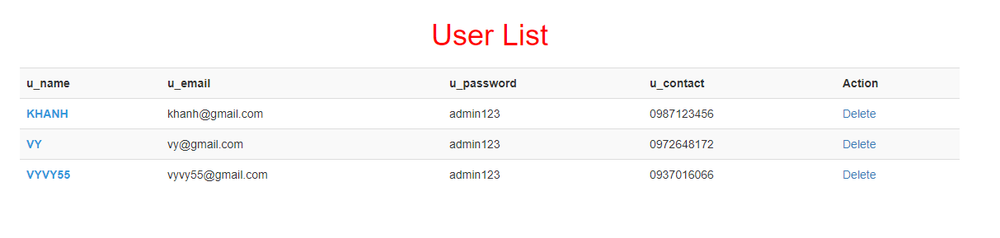 User List
u_name u_email u_password u_contact Action
KHANH khanh@gmail.com admin123 0987123456 Delete
VY vy@gmail.com admin123 0972648172 Delete
VYVY55 vyvy55@gmail.com admin123 0937016066 Delete